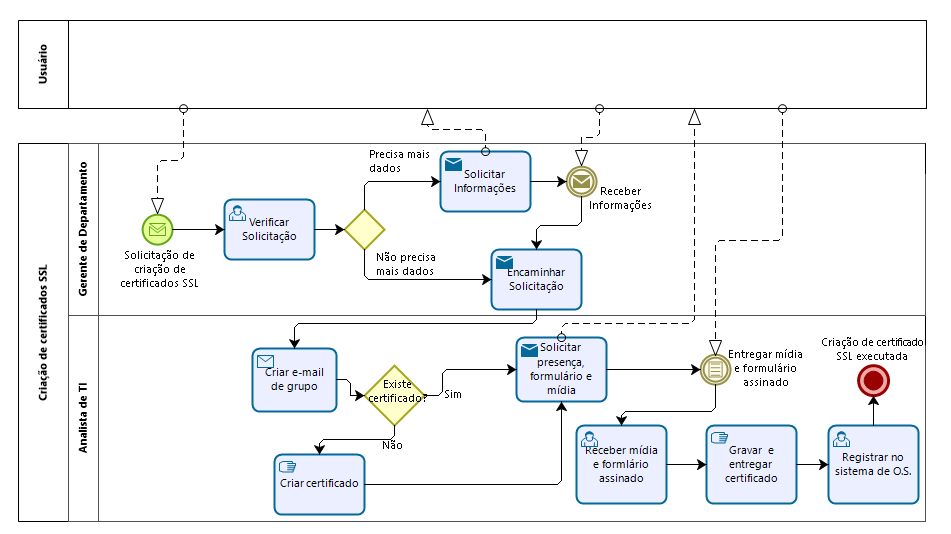 Usuário
Criação de certificados SSL
Gerente de Departamento
Solicitação de
criação de
certificados SSL
Verificar
Solicitação
Precisa mais
dados
Solicitar
Informações
Receber
Informações
Não precisa
mais dados
Encaminhar
Solicitação
Analista de TI
Criar e-mail
de grupo
Existe
certificado?
Sim
Não
Criar certificado
Solicitar
presença,
formulário e
mídia
Entregar mídia
e formulário
assinado
Receber mídia
e formlário
assinado
Gravar e
entregar
certificado
Registrar no
sistema de O.S.
Criação de certificado
SSL executada